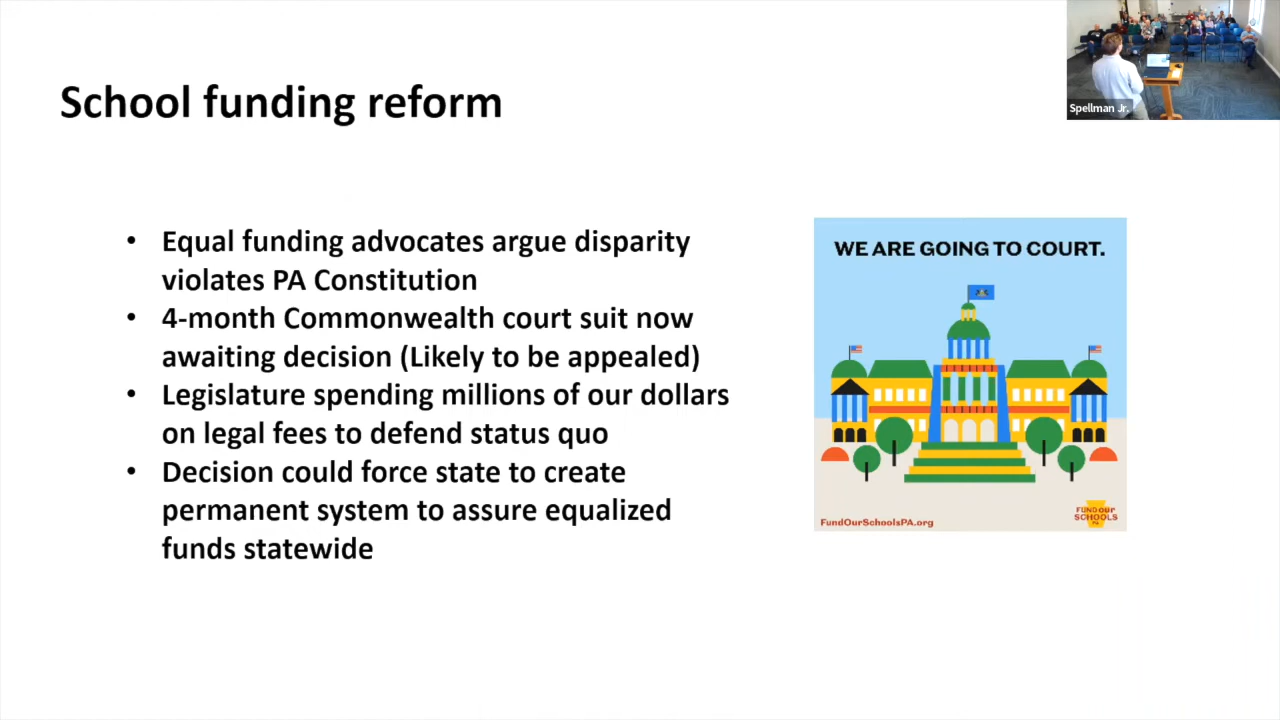 School funding reform
Spellman Jr.
• Equal funding advocates argue disparity
violates PA Constitution
• 4-month Commonwealth court suit now
awaiting decision (Likely to be appealed)
• Legislature spending millions of our dollars
on legal fees to defend status quo
• Decision could force state to create
permanent system to assure equalized
funds statewide
WE ARE GOING TO COURT.
FundOurSchoolsPA.org
FUND OUR
SCHOOLS
PA